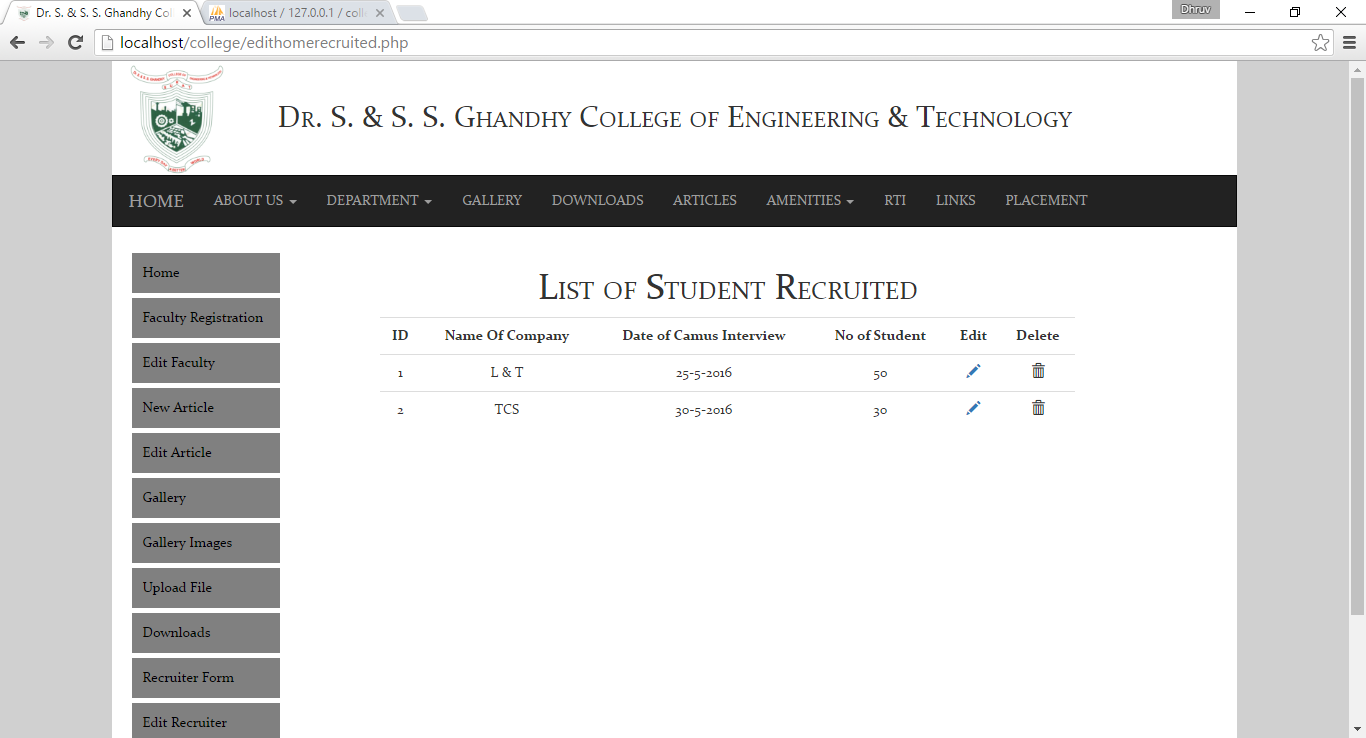 Dr. S. & S. S. Ghandhy Col
localhost / 127.0.0.1 / coll
Dhruv
localhost/college/edithomerecruited.php
Dr. S. & S. S. Ghandhy College of Engineering & Technology
HOME ABOUT US DEPARTMENT GALLERY DOWNLOADS ARTICLES AMENITIES RTI LINKS PLACEMENT
Home
Faculty Registration
Edit Faculty
New Article
Edit Article
Gallery
Gallery Images
Upload File
Downloads
Recruiter Form
Edit Recruiter
List of Student Recruited
ID Name Of Company Date of Camus Interview No of Student Edit Delete
1 L & T 25-5-2016 50
2 TCS 30-5-2016 30